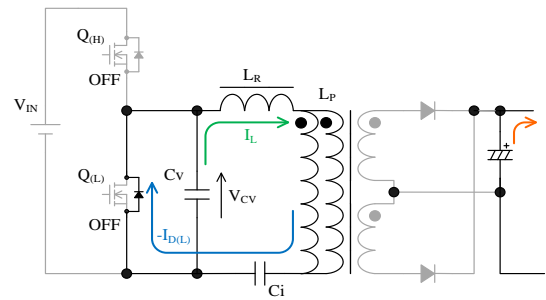 Q(H)
OFF
VIN
LR
LP
IL
Q(L)
OFF
CV
VCV
-ID(L)
Ci
+